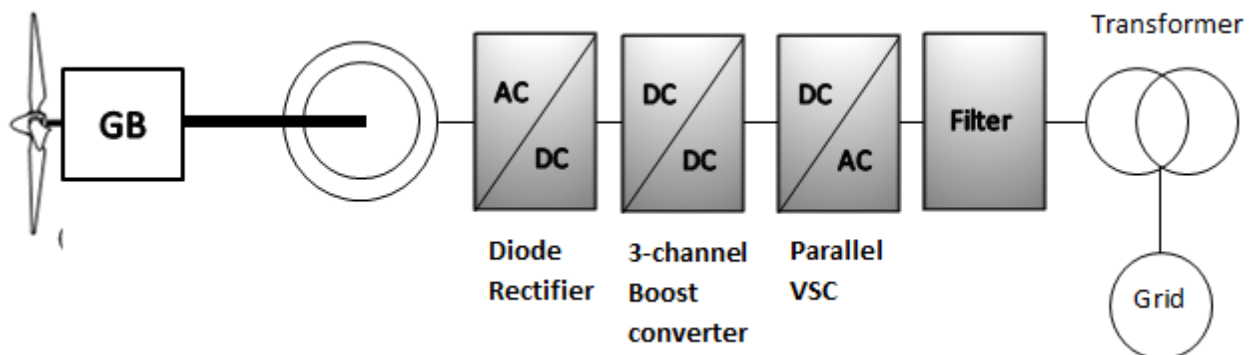 Transformer
GB
AC
DC
DC
DC
DC
AC
Filter
Diode
Rectifier
3-channel
Boost
converter
Parallel
VSC
Grid
(